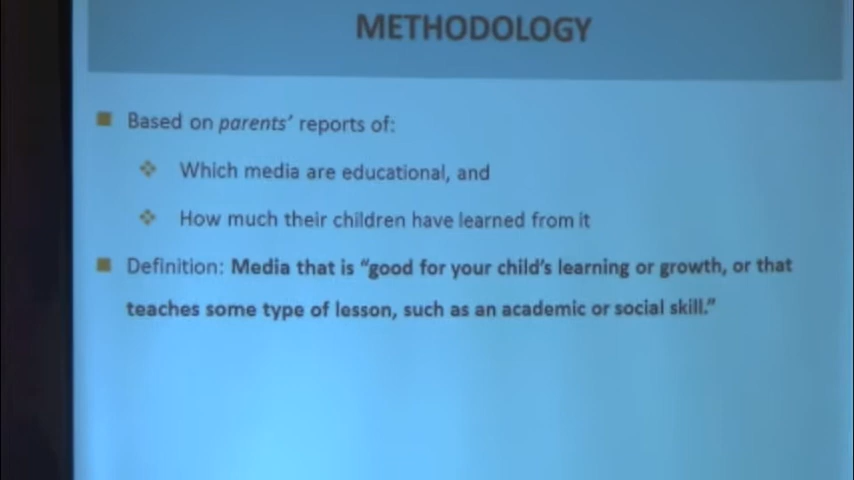 METHODOLOGY
Based on parents' reports of:
Which media are educational, and
How much their children have learned from it
Definition: Media that is “good for your child's learning or growth, or that
teaches some type of lesson, such as an academic or social skill.”